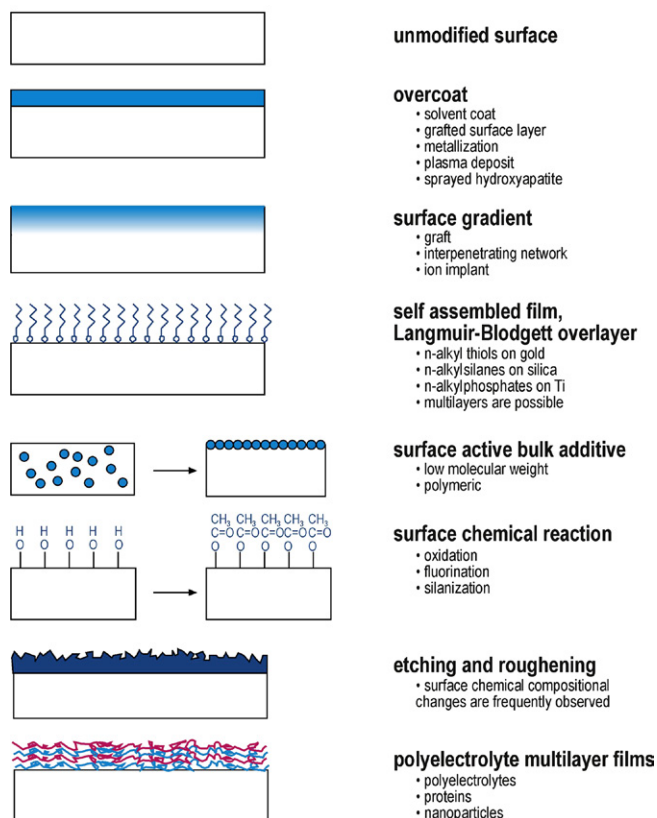 unmodified surface
overcoat
• solvent coat
• grafted surface layer
• metallization
• plasma deposit
• sprayed hydroxyapatite
surface gradient
• graft
• interpenetrating network
• ion implant
self assembled film,
Langmuir-Blodgett overlayer
• n-alkyl thiols on gold
• n-alkylsilanes on silica
• n-alkylphosphates on Ti
• multilayers are possible
surface active bulk additive
• low molecular weight
• polymeric
H H H H H
O O O O O
CH3 CH3 CH3 CH3 CH3
C=O C=O C=O C=O C=O
O O O O O
surface chemical reaction
• oxidation
• fluorination
• silanization
etching and roughening
• surface chemical compositional
changes are frequently observed
polyelectrolyte multilayer films
• polyelectrolytes
• proteins
• nanoparticles